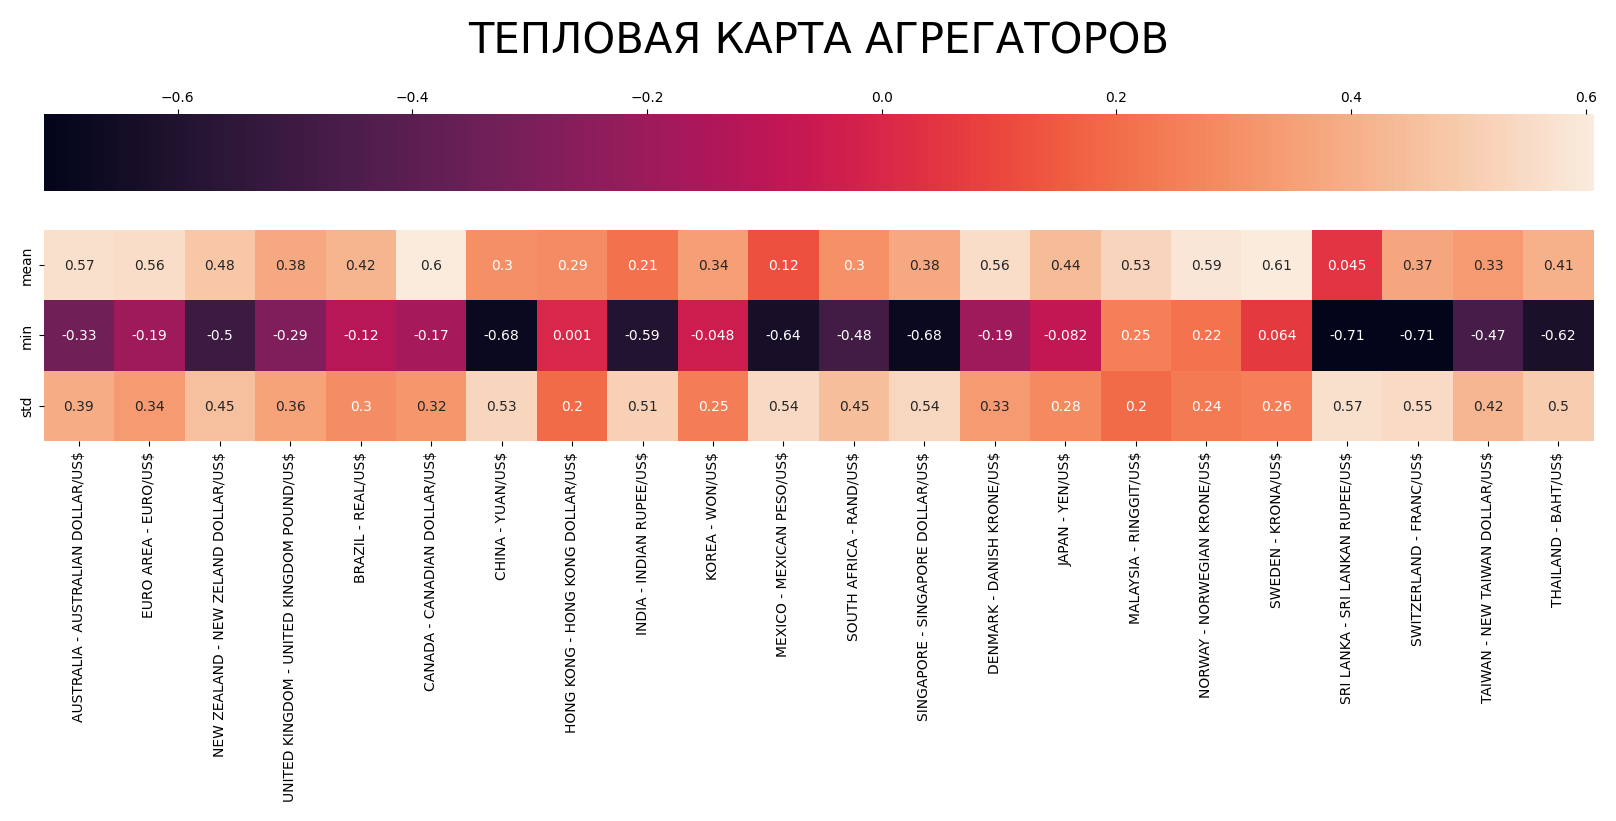 ТЕПЛОВАЯ КАРТА АГРЕГАТОРОВ
−0.6 −0.4 −0.2 0.0 0.2 0.4 0.6
mean 0.57 0.56 0.48 0.38 0.42 0.6 0.3 0.29 0.21 0.34 0.12 0.3 0.38 0.56 0.44 0.53 0.59 0.61 0.045 0.37 0.33 0.41
min -0.33 -0.19 -0.5 -0.29 -0.12 -0.17 -0.68 0.001 -0.59 -0.048 -0.64 -0.48 -0.68 -0.19 -0.082 0.25 0.22 0.064 -0.71 -0.71 -0.47 -0.62
std 0.39 0.34 0.45 0.36 0.3 0.32 0.53 0.2 0.51 0.25 0.54 0.45 0.54 0.33 0.28 0.2 0.24 0.26 0.57 0.55 0.42 0.5
AUSTRALIA - AUSTRALIAN DOLLAR/US$
EURO AREA - EURO/US$
NEW ZEALAND - NEW ZELAND DOLLAR/US$
UNITED KINGDOM - UNITED KINGDOM POUND/US$
BRAZIL - REAL/US$
CANADA - CANADIAN DOLLAR/US$
CHINA - YUAN/US$
HONG KONG - HONG KONG DOLLAR/US$
INDIA - INDIAN RUPEE/US$
KOREA - WON/US$
MEXICO - MEXICAN PESO/US$
SOUTH AFRICA - RAND/US$
SINGAPORE - SINGAPORE DOLLAR/US$
DENMARK - DANISH KRONE/US$
JAPAN - YEN/US$
MALAYSIA - RINGGIT/US$
NORWAY - NORWEGIAN KRONE/US$
SWEDEN - KRONA/US$
SRI LANKA - SRI LANKAN RUPEE/US$
SWITZERLAND - FRANC/US$
TAIWAN - NEW TAIWAN DOLLAR/US$
THAILAND - BAHT/US$